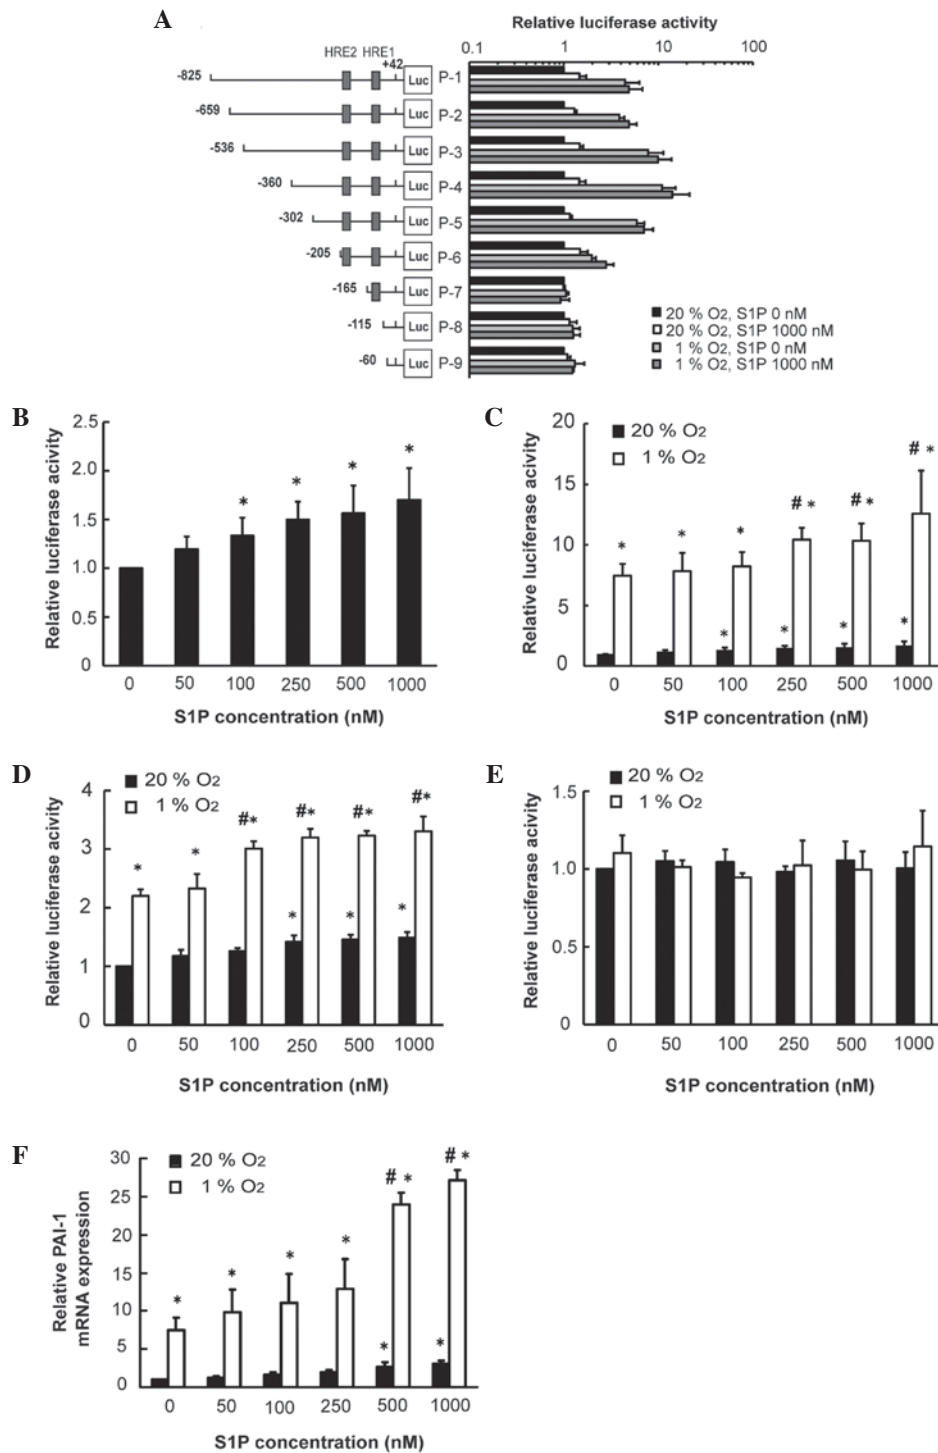 A
Relative luciferase activity
0.1 1 10 100
HRE2 HRE1
+42
-825 Luc P-1
-659 Luc P-2
-536 Luc P-3
-360 Luc P-4
-302 Luc P-5
-205 Luc P-6
-165 Luc P-7
-115 Luc P-8
-60 Luc P-9
20 % O2, S1P 0 nM
20 % O2, S1P 1000 nM
1 % O2, S1P 0 nM
1 % O2, S1P 1000 nM
B
Relative luciferase acivity
2.5
2.0
1.5
1.0
0.5
0
* * * * *
0 50 100 250 500 1000
S1P concentration (nM)
C
Relative luciferase acivity
20
15
10
5
0
20 % O2
1 % O2
* * * # * # * # *
* * * *
0 50 100 250 500 1000
S1P concentration (nM)
D
Relative luciferase acivity
4
3
2
1
0
20 % O2
1 % O2
* * #* #* #* #*
* * *
0 50 100 250 500 1000
S1P concentration (nM)
E
Relative luciferase acivity
1.5
1.0
0.5
0
20 % O2
1 % O2
0 50 100 250 500 1000
S1P concentration (nM)
F
Relative PAI-1
mRNA expression
30
25
20
15
10
5
0
20 % O2
1 % O2
* * * * # * # *
* *
0 50 100 250 500 1000
S1P concentration (nM)